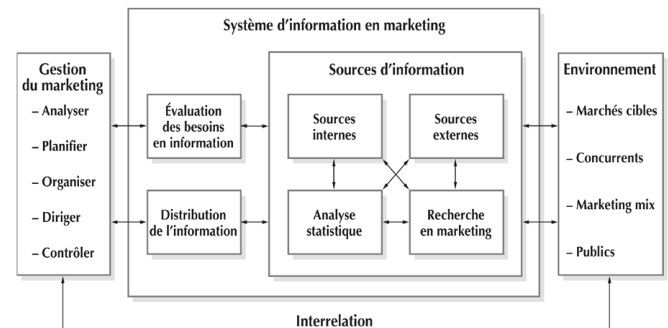 Système d'information en marketing
Gestion
du marketing
– Analyser
– Planifier
– Organiser
– Diriger
– Contrôler
Évaluation
des besoins
en information
Distribution
de l'information
Sources d'information
Sources
internes
Sources
externes
Analyse
statistique
Recherche
en marketing
Environnement
– Marchés cibles
– Concurrents
– Marketing mix
– Publics
Interrelation